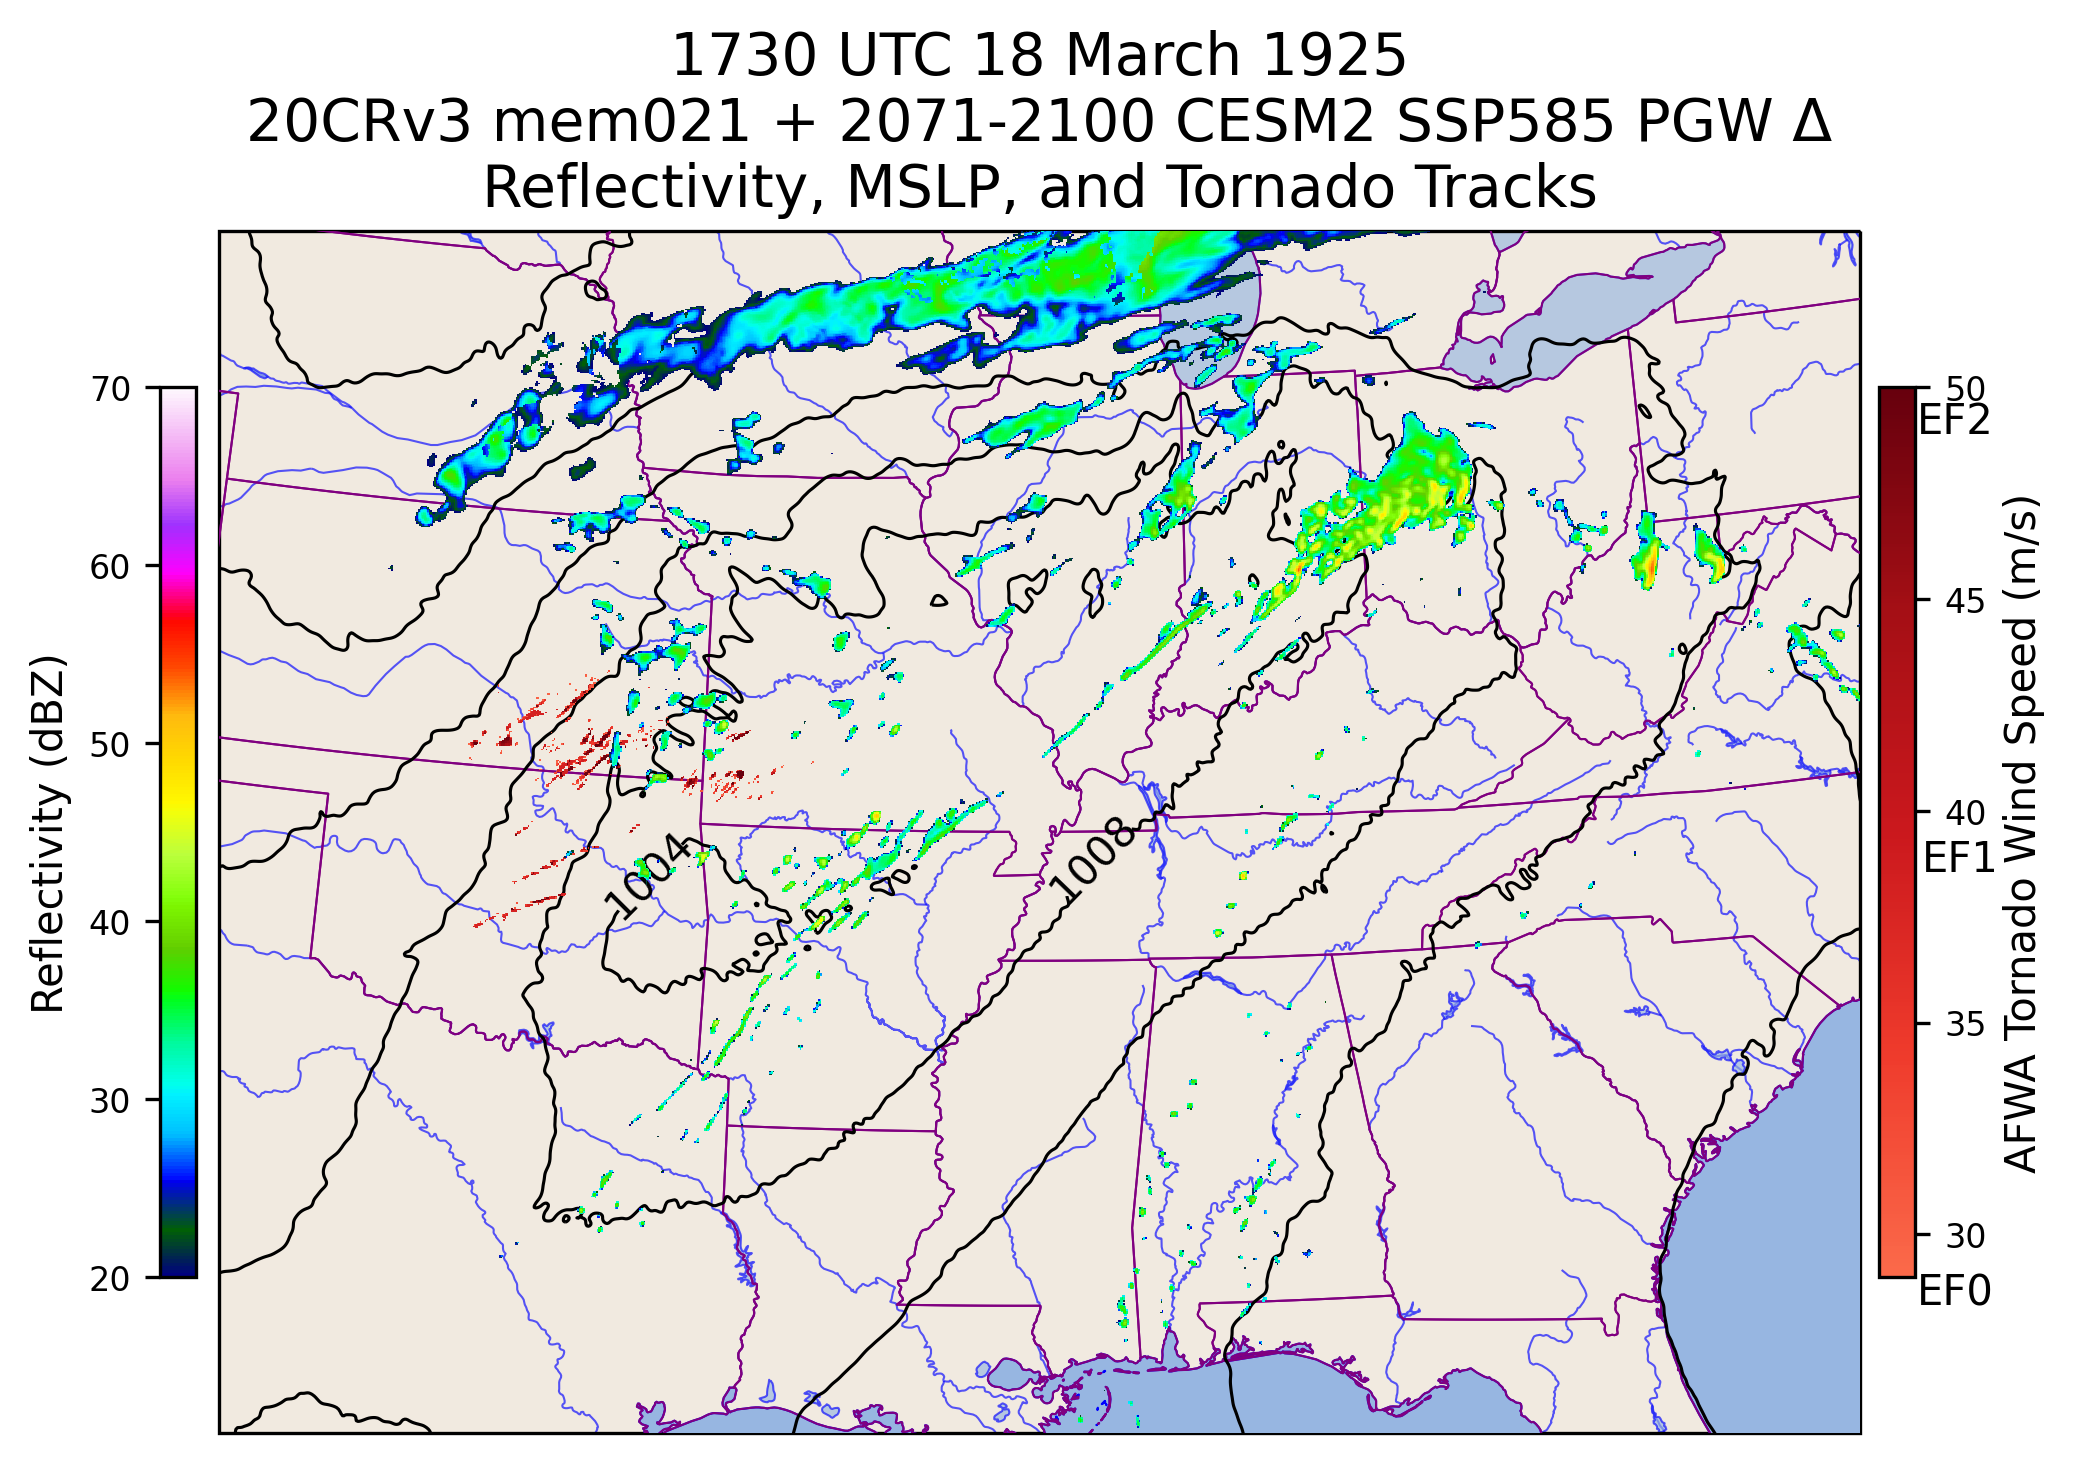 1730 UTC 18 March 1925
20CRv3 mem021 + 2071-2100 CESM2 SSP585 PGW Δ
Reflectivity, MSLP, and Tornado Tracks
Reflectivity (dBZ)
70
60
50
40
30
20
1004
1008
50
EF2
45
40
EF1
35
30
EF0
AFWA Tornado Wind Speed (m/s)